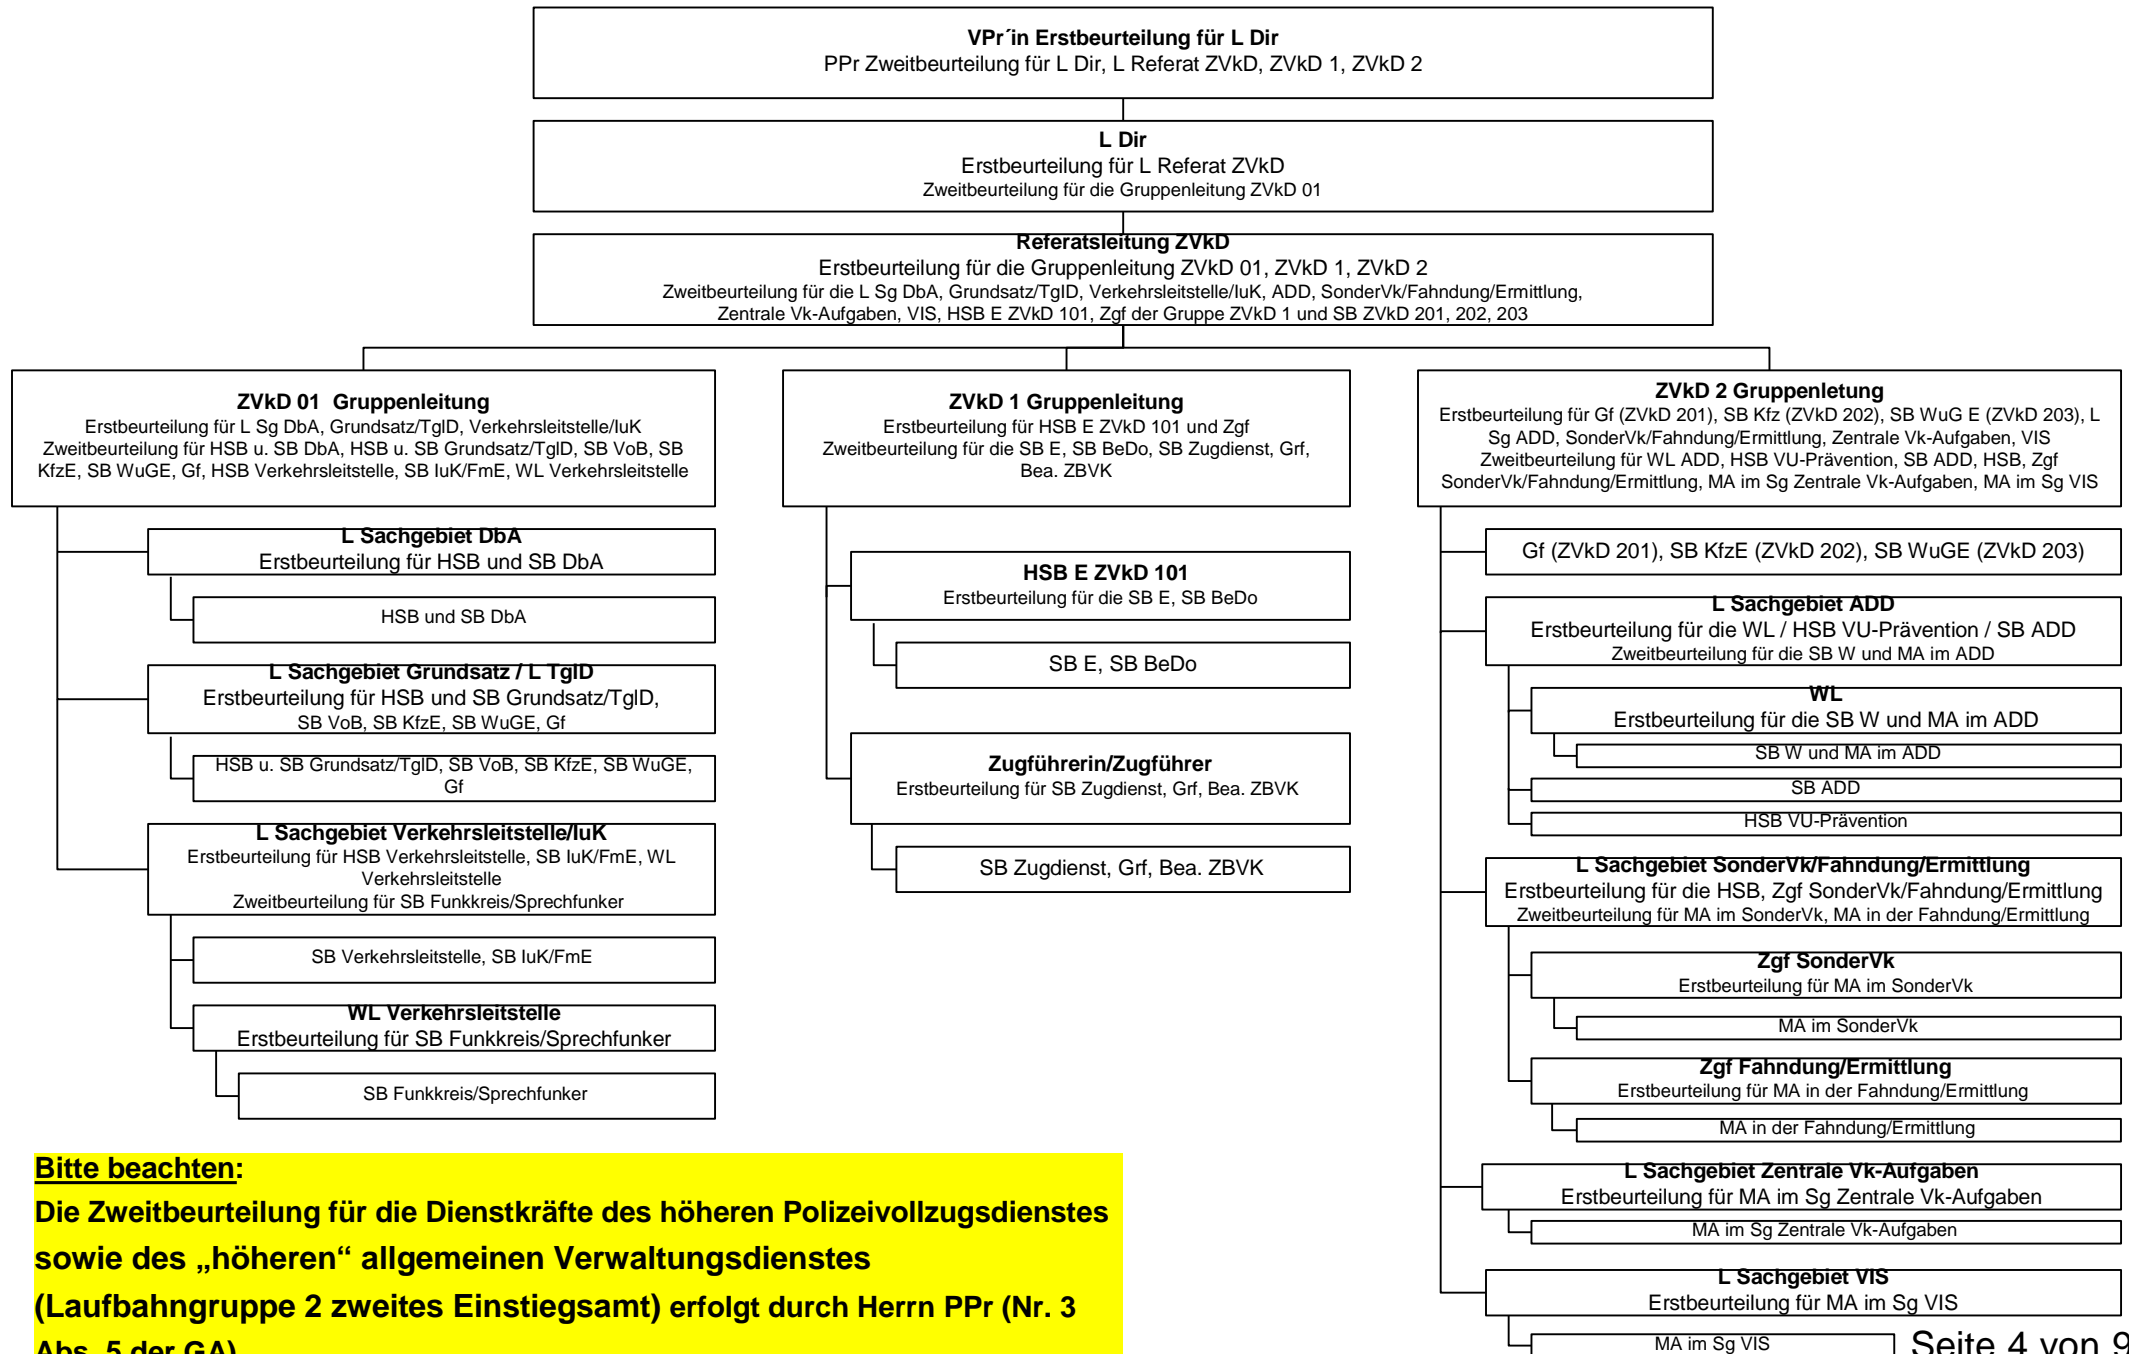 VPr´in Erstbeurteilung für L Dir
PPr Zweitbeurteilung für L Dir, L Referat ZVkD, ZVkD 1, ZVkD 2
L Dir
Erstbeurteilung für L Referat ZVkD
Zweitbeurteilung für die Gruppenleitung ZVkD 01
Referatsleitung ZVkD
Erstbeurteilung für die Gruppenleitung ZVkD 01, ZVkD 1, ZVkD 2
Zweitbeurteilung für die L Sg DbA, Grundsatz/TgID, Verkehrsleitstelle/IuK, ADD, SonderVk/Fahndung/Ermittlung,
Zentrale Vk-Aufgaben, VIS, HSB E ZVkD 101, Zgf der Gruppe ZVkD 1 und SB ZVkD 201, 202, 203
ZVkD 01  Gruppenleitung
Erstbeurteilung für L Sg DbA, Grundsatz/TgID, Verkehrsleitstelle/IuK
Zweitbeurteilung für HSB u. SB DbA, HSB u. SB Grundsatz/TgID, SB VoB, SB
KfzE, SB WuGE, Gf, HSB Verkehrsleitstelle, SB IuK/FmE, WL Verkehrsleitstelle
L Sachgebiet DbA
Erstbeurteilung für HSB und SB DbA
HSB und SB DbA
L Sachgebiet Grundsatz / L TgID
Erstbeurteilung für HSB und SB Grundsatz/TgID,
SB VoB, SB KfzE, SB WuGE, Gf
HSB u. SB Grundsatz/TgID, SB VoB, SB KfzE, SB WuGE,
Gf
L Sachgebiet Verkehrsleitstelle/IuK
Erstbeurteilung für HSB Verkehrsleitstelle, SB IuK/FmE, WL
Verkehrsleitstelle
Zweitbeurteilung für SB Funkkreis/Sprechfunker
SB Verkehrsleitstelle, SB IuK/FmE
WL Verkehrsleitstelle
Erstbeurteilung für SB Funkkreis/Sprechfunker
SB Funkkreis/Sprechfunker
ZVkD 1 Gruppenleitung
Erstbeurteilung für HSB E ZVkD 101 und Zgf
Zweitbeurteilung für die SB E, SB BeDo, SB Zugdienst, Grf,
Bea. ZBVK
HSB E ZVkD 101
Erstbeurteilung für die SB E, SB BeDo
SB E, SB BeDo
Zugführerin/Zugführer
Erstbeurteilung für SB Zugdienst, Grf, Bea. ZBVK
SB Zugdienst, Grf, Bea. ZBVK
ZVkD 2 Gruppenletung
Erstbeurteilung für Gf (ZVkD 201), SB Kfz (ZVkD 202), SB WuG E (ZVkD 203), L
Sg ADD, SonderVk/Fahndung/Ermittlung, Zentrale Vk-Aufgaben, VIS
Zweitbeurteilung für WL ADD, HSB VU-Prävention, SB ADD, HSB, Zgf
SonderVk/Fahndung/Ermittlung, MA im Sg Zentrale Vk-Aufgaben, MA im Sg VIS
Gf (ZVkD 201), SB KfzE (ZVkD 202), SB WuGE (ZVkD 203)
L Sachgebiet ADD
Erstbeurteilung für die WL / HSB VU-Prävention / SB ADD
Zweitbeurteilung für die SB W und MA im ADD
WL
Erstbeurteilung für die SB W und MA im ADD
SB W und MA im ADD
SB ADD
HSB VU-Prävention
L Sachgebiet SonderVk/Fahndung/Ermittlung
Erstbeurteilung für die HSB, Zgf SonderVk/Fahndung/Ermittlung
Zweitbeurteilung für MA im SonderVk, MA in der Fahndung/Ermittlung
Zgf SonderVk
Erstbeurteilung für MA im SonderVk
MA im SonderVk
Zgf Fahndung/Ermittlung
Erstbeurteilung für MA in der Fahndung/Ermittlung
MA in der Fahndung/Ermittlung
L Sachgebiet Zentrale Vk-Aufgaben
Erstbeurteilung für MA im Sg Zentrale Vk-Aufgaben
MA im Sg Zentrale Vk-Aufgaben
L Sachgebiet VIS
Erstbeurteilung für MA im Sg VIS
MA im Sg VIS
Bitte beachten:
Die Zweitbeurteilung für die Dienstkräfte des höheren Polizeivollzugsdienstes
sowie des „höheren“ allgemeinen Verwaltungsdienstes
(Laufbahngruppe 2 zweites Einstiegsamt) erfolgt durch Herrn PPr (Nr. 3
Abs. 5 der GA)
Seite 4 von 9